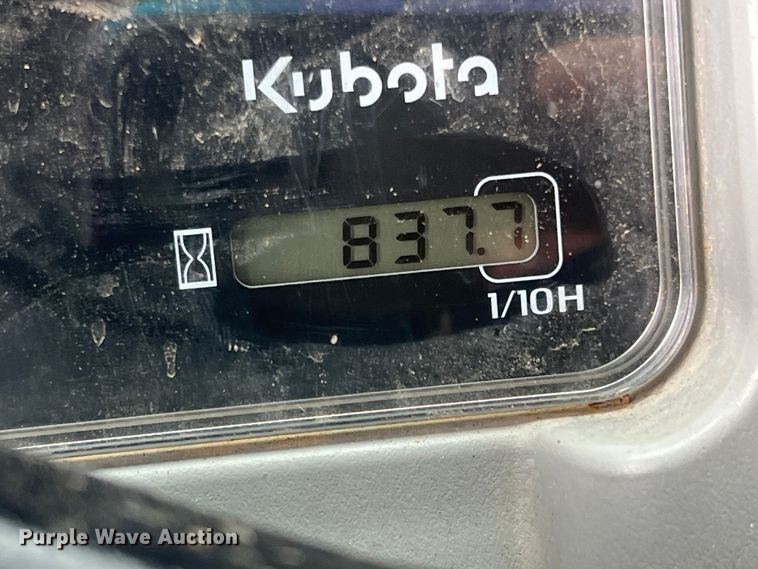 Kubota
837.7
1/10H
Purple Wave Auction